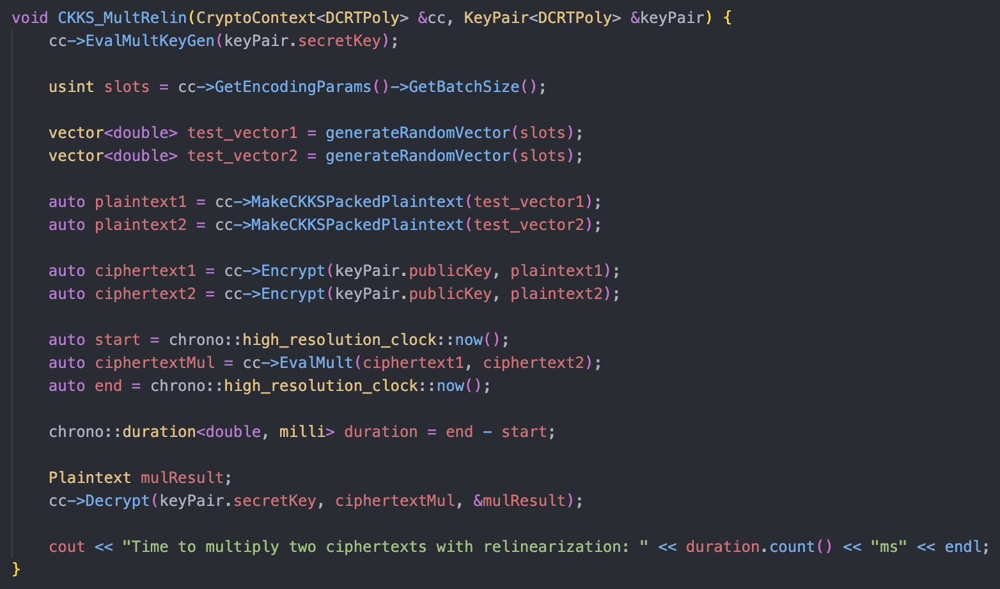 void CKKS_MultRelin(CryptoContext<DCRTPoly> &cc, KeyPair<DCRTPoly> &keyPair) {
    cc->EvalMultKeyGen(keyPair.secretKey);

    usint slots = cc->GetEncodingParams()->GetBatchSize();

    vector<double> test_vector1 = generateRandomVector(slots);
    vector<double> test_vector2 = generateRandomVector(slots);

    auto plaintext1 = cc->MakeCKKSPackedPlaintext(test_vector1);
    auto plaintext2 = cc->MakeCKKSPackedPlaintext(test_vector2);

    auto ciphertext1 = cc->Encrypt(keyPair.publicKey, plaintext1);
    auto ciphertext2 = cc->Encrypt(keyPair.publicKey, plaintext2);

    auto start = chrono::high_resolution_clock::now();
    auto ciphertextMul = cc->EvalMult(ciphertext1, ciphertext2);
    auto end = chrono::high_resolution_clock::now();

    chrono::duration<double, milli> duration = end - start;

    Plaintext mulResult;
    cc->Decrypt(keyPair.secretKey, ciphertextMul, &mulResult);

    cout << "Time to multiply two ciphertexts with relinearization: " << duration.count() << "ms" << endl;
}